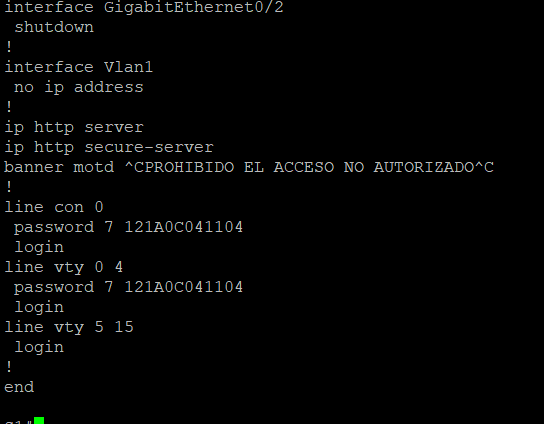 interface GigabitEthernet0/2
 shutdown
!
interface Vlan1
 no ip address
!
ip http server
ip http secure-server
banner motd ^CPROHIBIDO EL ACCESO NO AUTORIZADO^C
!
line con 0
 password 7 121A0C041104
 login
line vty 0 4
 password 7 121A0C041104
 login
line vty 5 15
 login
!
end